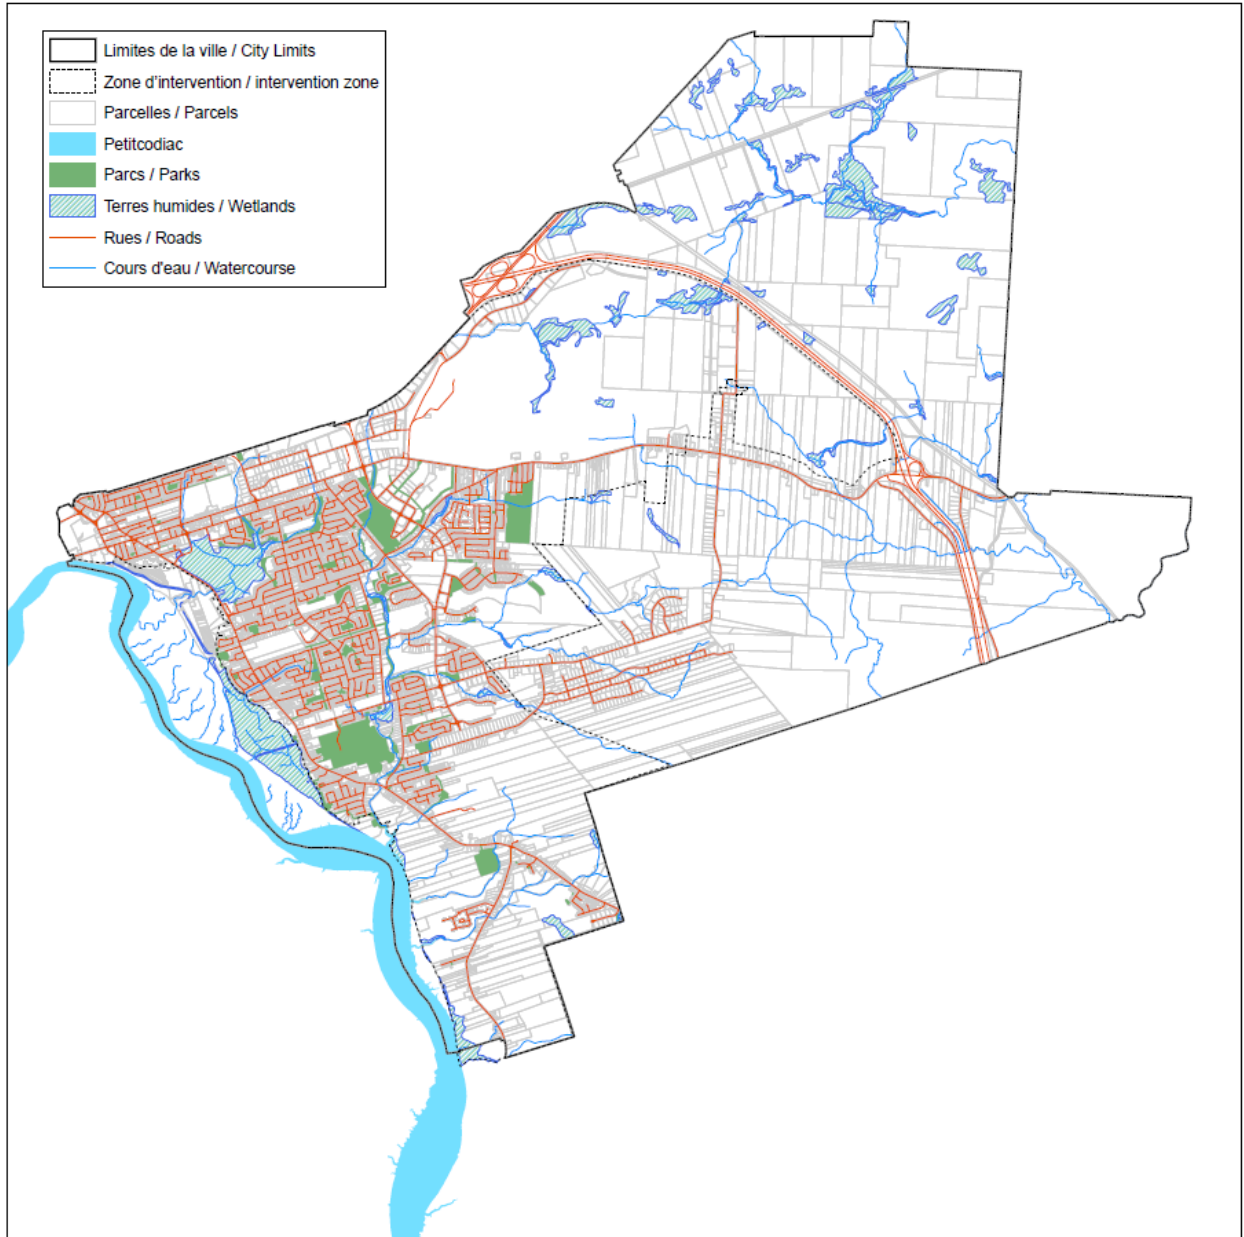 Limites de la ville / City Limits
Zone d'intervention / intervention zone
Parcelles / Parcels
Petitcodiac
Parcs / Parks
Terres humides / Wetlands
Rues / Roads
Cours d'eau / Watercourse